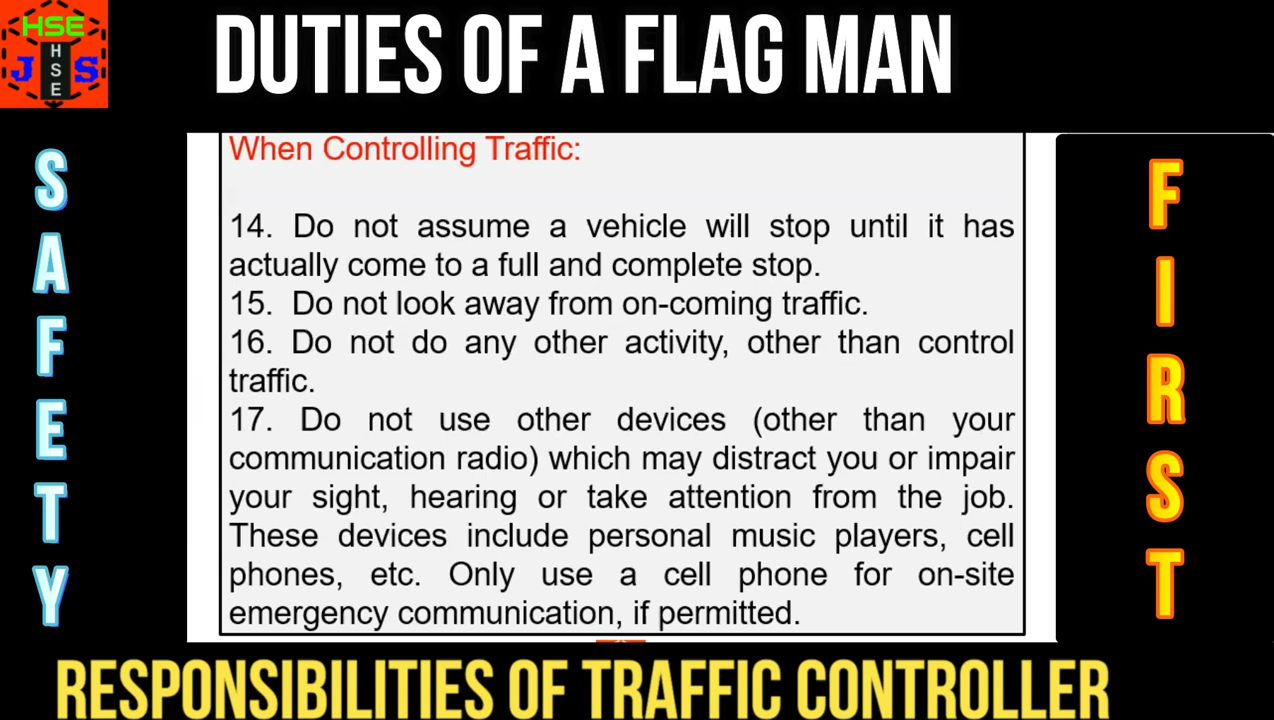 HSE
J HSE S
DUTIES OF A FLAG MAN
SAFETY
When Controlling Traffic:
14. Do not assume a vehicle will stop until it has
actually come to a full and complete stop.
15. Do not look away from on-coming traffic.
16. Do not do any other activity, other than control
traffic.
17. Do not use other devices (other than your
communication radio) which may distract you or impair
your sight, hearing or take attention from the job.
These devices include personal music players, cell
phones, etc. Only use a cell phone for on-site
emergency communication, if permitted.
FIRST
RESPONSIBILITIES OF TRAFFIC CONTROLLER